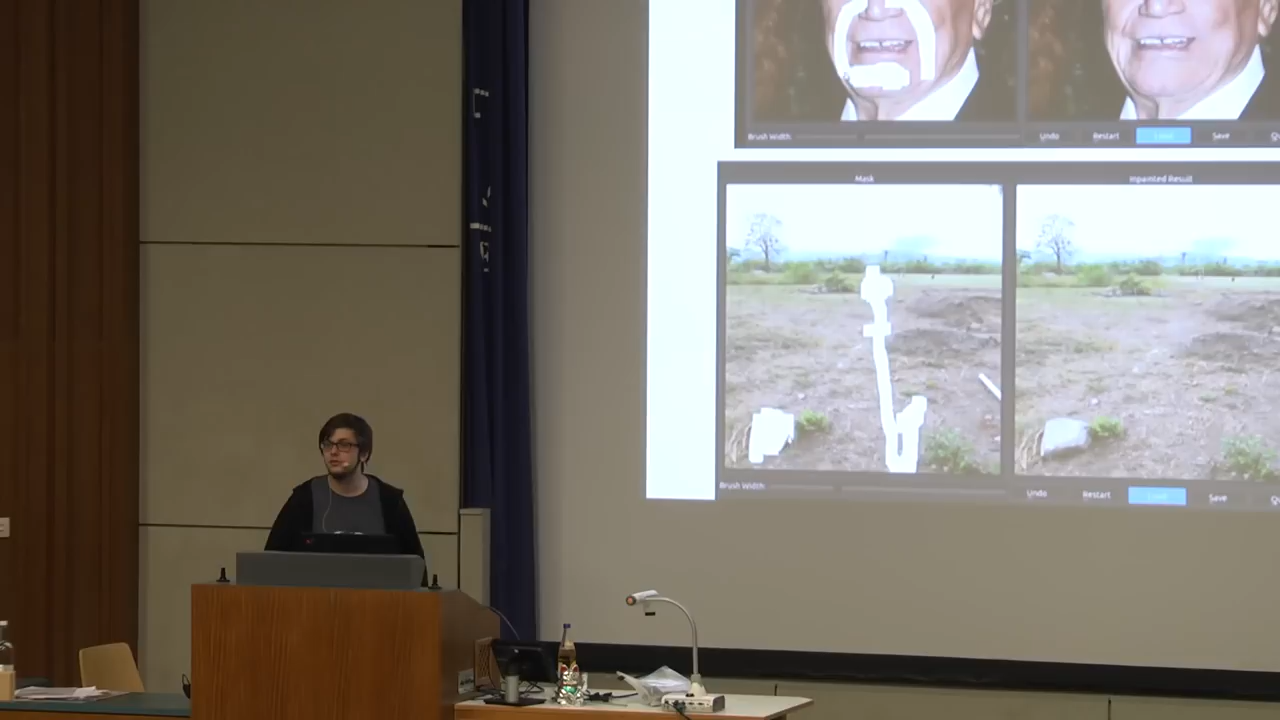 Brush Width:
Undo
Restart
Save
Mask
Inpainted Result
Brush Width:
Undo
Restart
Save